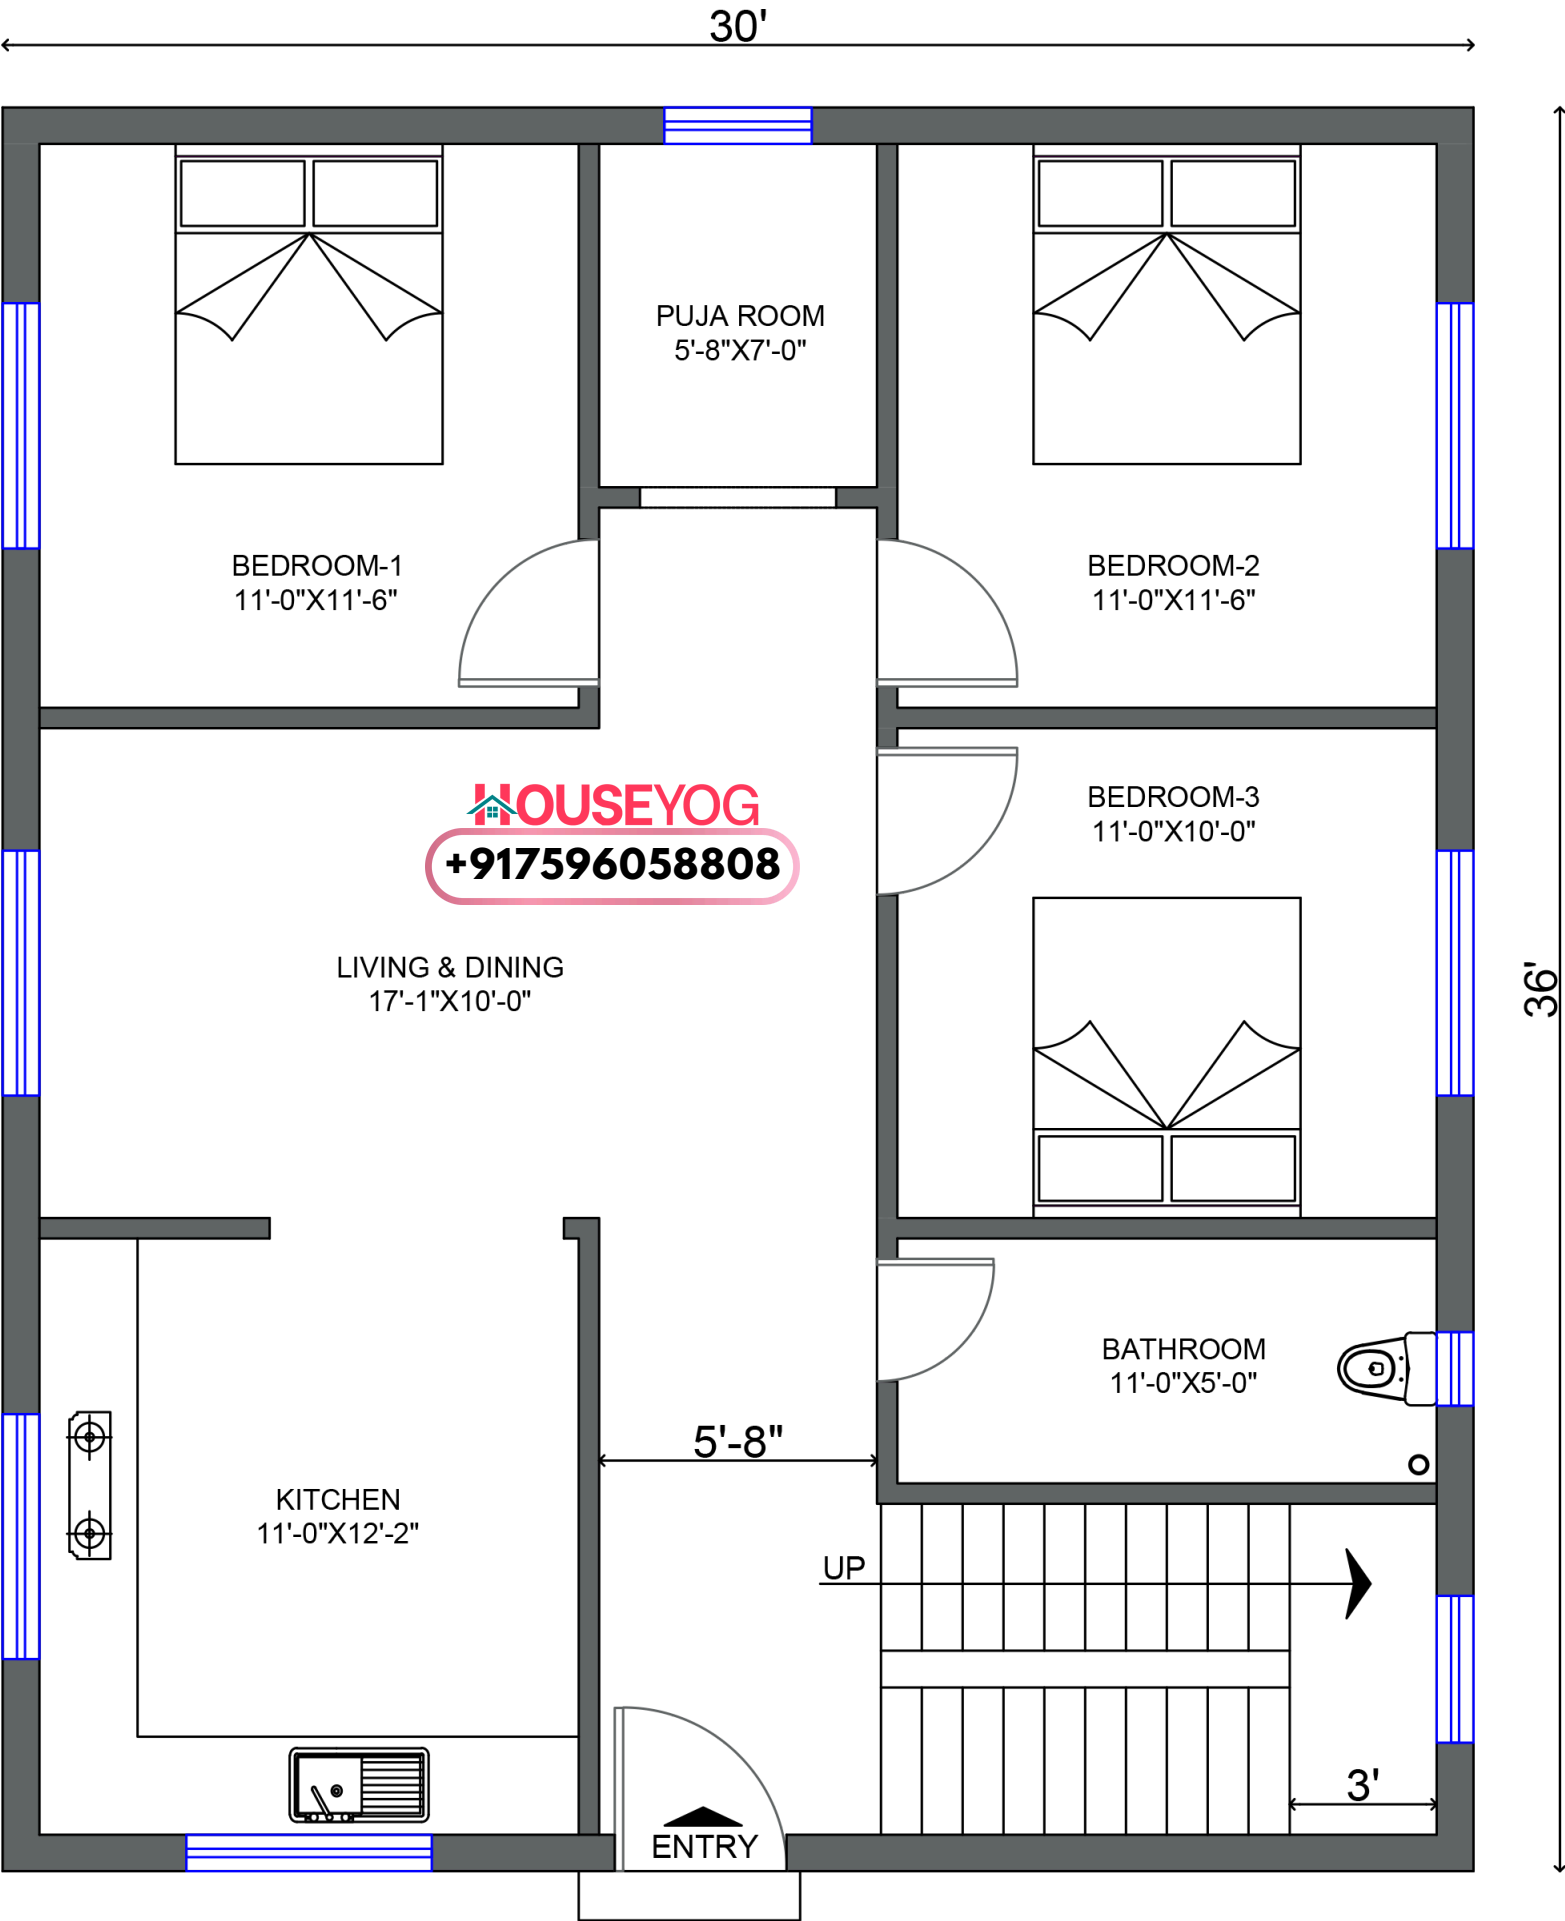 30'
PUJA ROOM
5'-8"X7'-0"
BEDROOM-1
11'-0"X11'-6"
BEDROOM-2
11'-0"X11'-6"
HOUSEYOG
+917596058808
BEDROOM-3
11'-0"X10'-0"
LIVING & DINING
17'-1"X10'-0"
36'
BATHROOM
11'-0"X5'-0"
5'-8"
KITCHEN
11'-0"X12'-2"
UP
3'
ENTRY